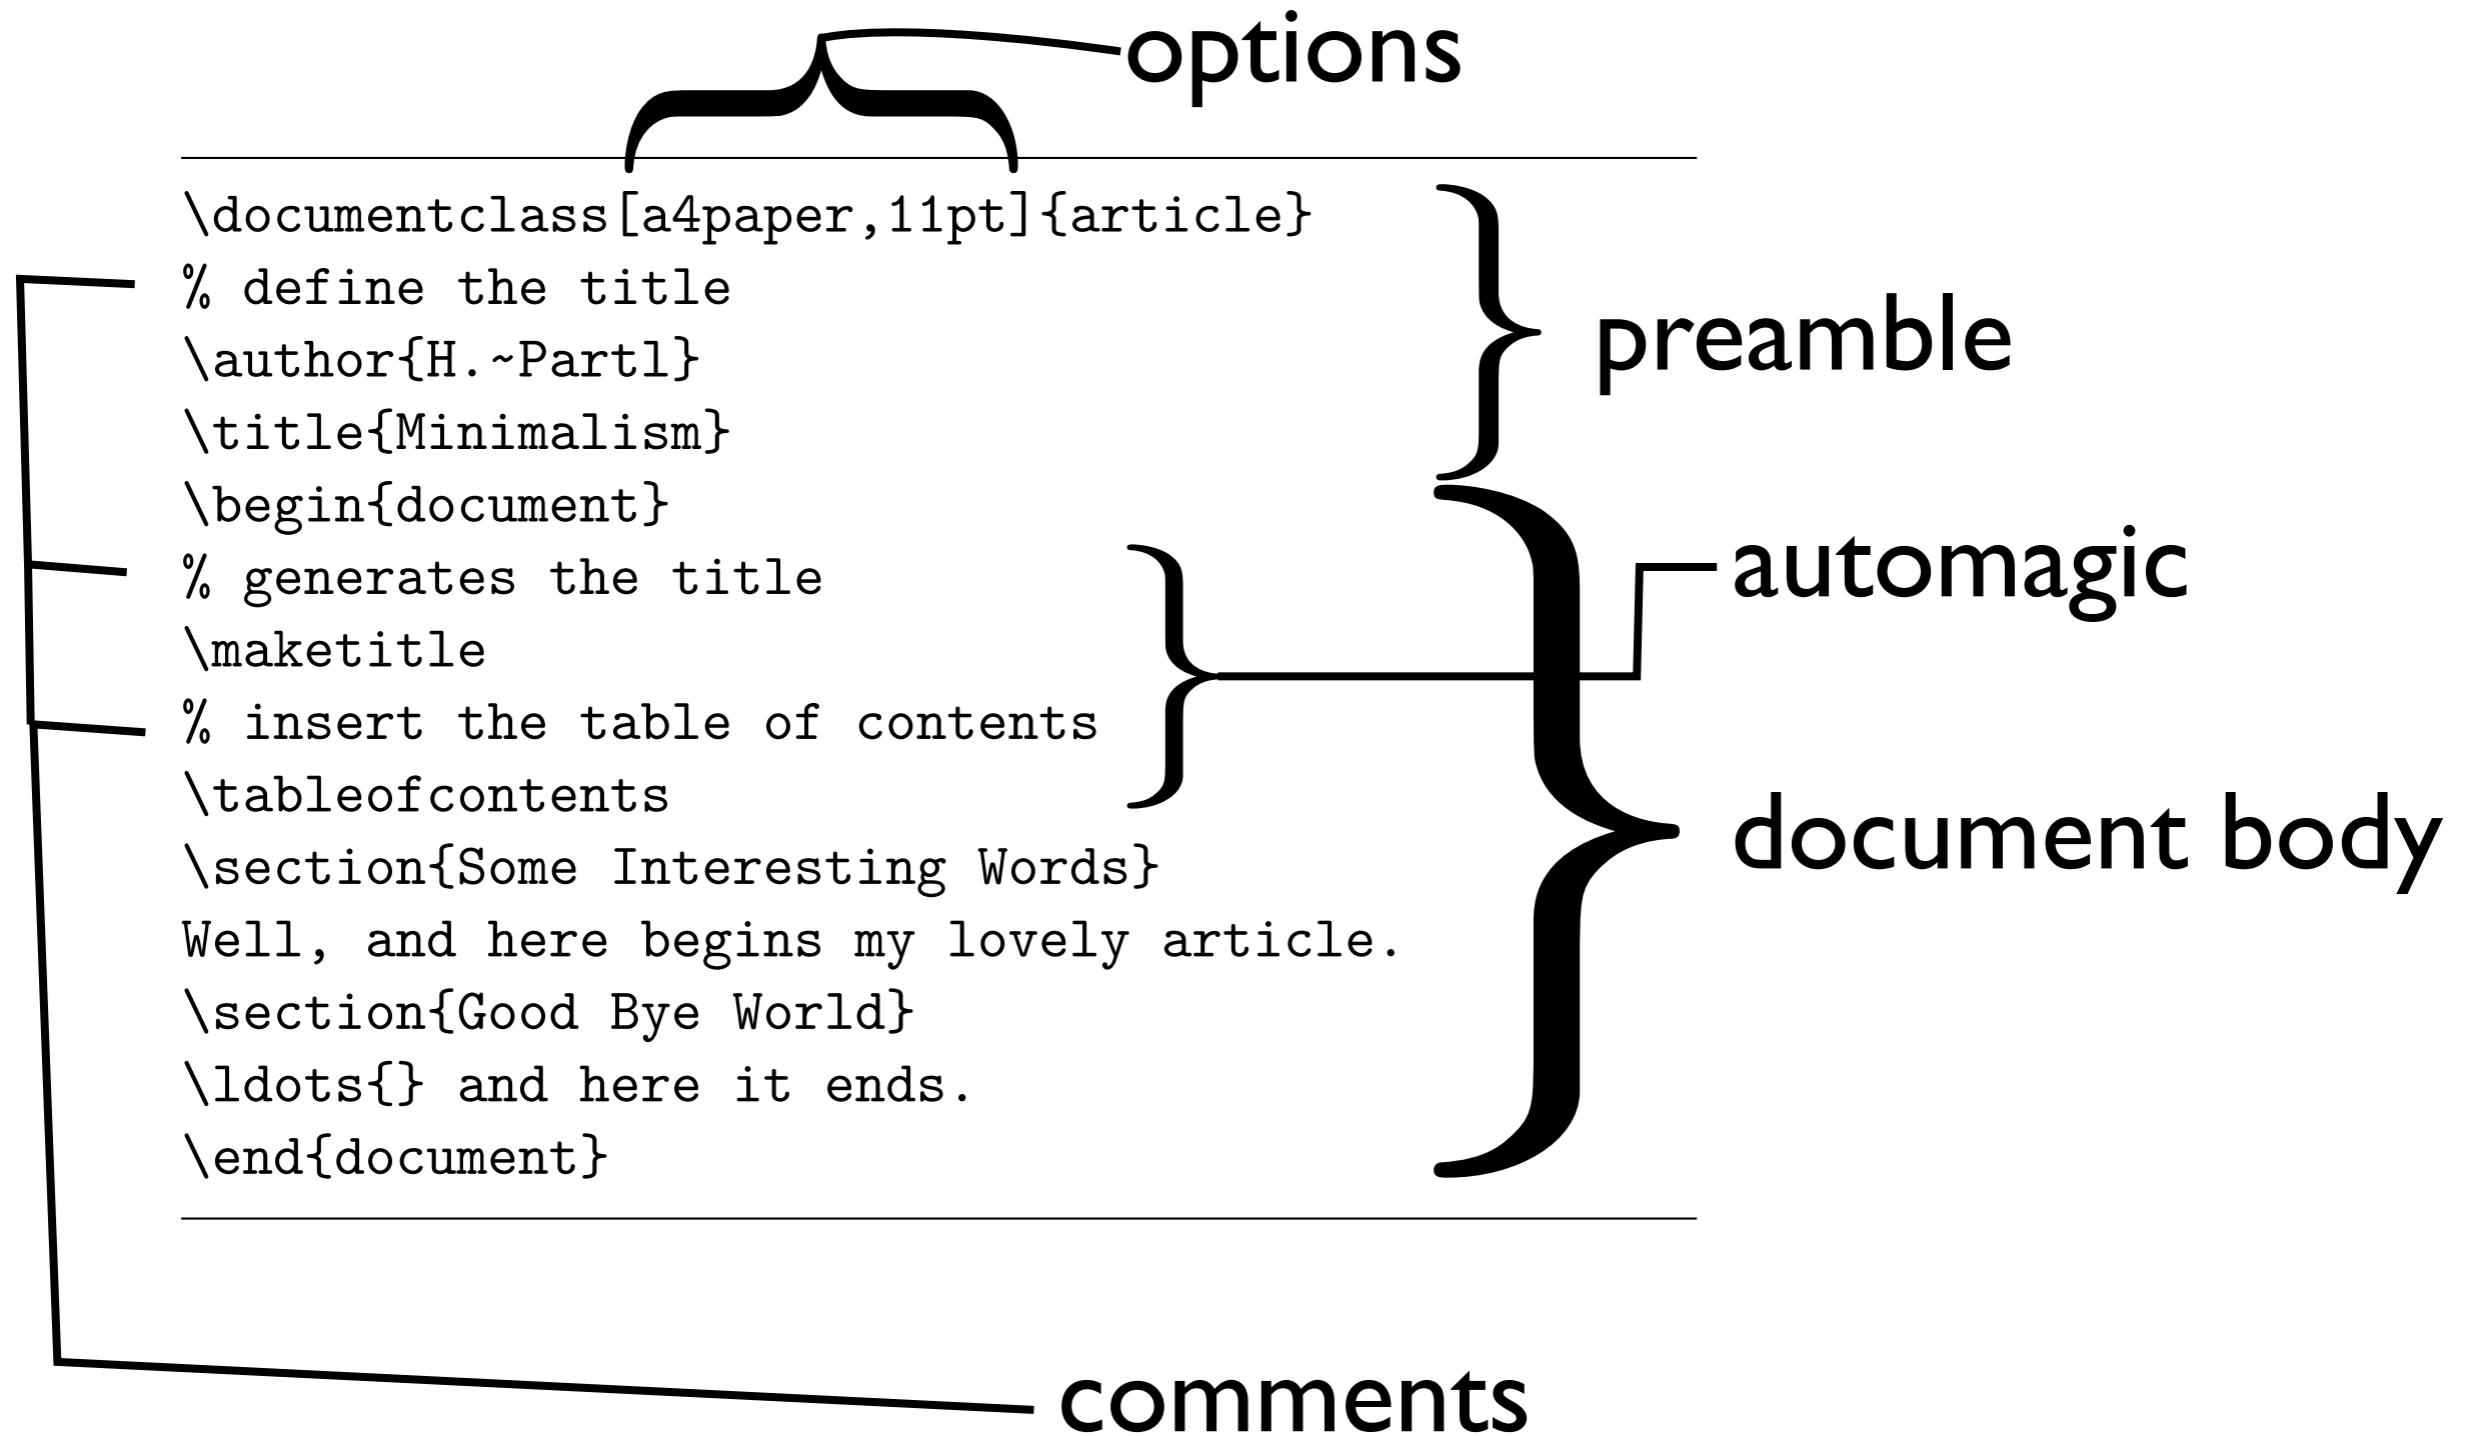 options
\documentclass[a4paper,11pt]{article}
% define the title
\author{H.~Partl}
preamble
\title{Minimalism}
\begin{document}
% generates the title
automagic
\maketitle
% insert the table of contents
\tableofcontents
document body
\section{Some Interesting Words}
Well, and here begins my lovely article.
\section{Good Bye World}
\ldots{} and here it ends.
\end{document}
comments